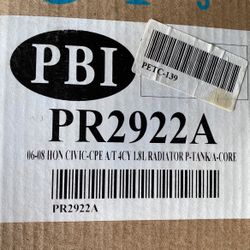 PBI
PETC-139
PR2922A
06-08 HON CIVIC-CPE A/T 4CY 1.8L RADIATOR P-TANK/A-CORE
PR2922A